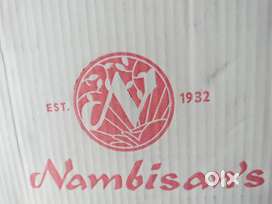 EST. N 1932
Nambisan's
OLX